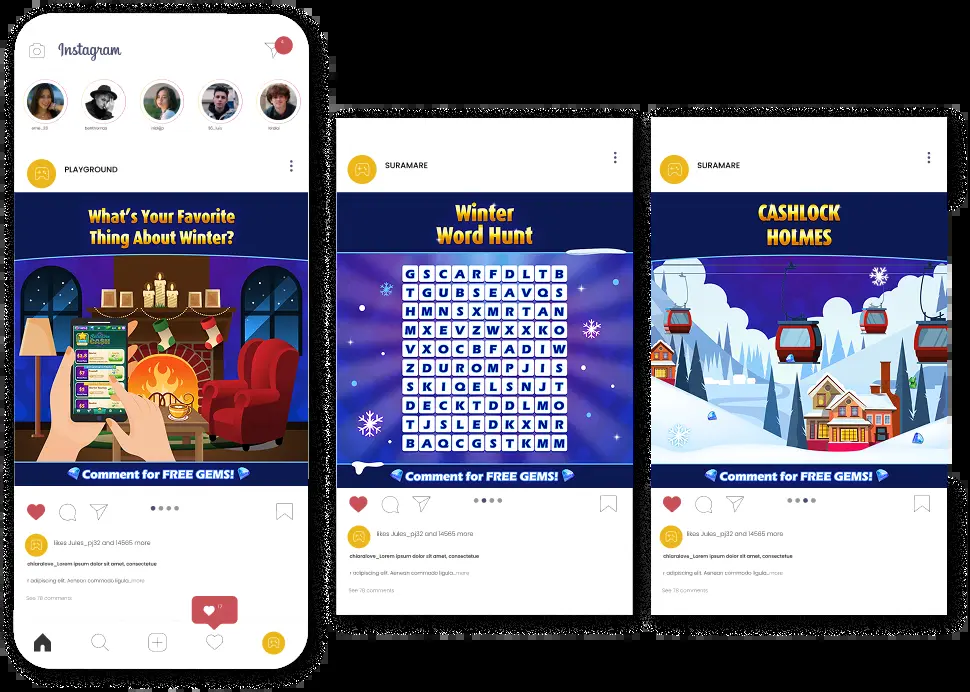 Instagram
PLAYGROUND
What's Your Favorite
Thing About Winter?
Comment for FREE GEMS!
likes Jules_pj32 and 14565 more
chiaralove_Lorem ipsum dolor sit amet, consectetue
r adipiscing elit. Aenean commodo ligula...more
See 78 comments
SURAMARE
Winter
Word Hunt
G S C A R F D L T B
T G U B S E A V Q S
H M N S X M R T A N
M X E V Z W X X K O
V X O C B F A D I W
Z D U R O M P J I S
S K I Q E L S N J T
D E C K T D D L M O
T J S L E D K X N R
B A Q C G S T K M M
Comment for FREE GEMS!
likes Jules_pj32 and 14565 more
chiaralove_Lorem ipsum dolor sit amet, consectetue
r adipiscing elit. Aenean commodo ligula...more
See 78 comments
SURAMARE
CASHLOCK
HOLMES
Comment for FREE GEMS!
likes Jules_pj32 and 14565 more
chiaralove_Lorem ipsum dolor sit amet, consectetue
r adipiscing elit. Aenean commodo ligula...more
See 78 comments